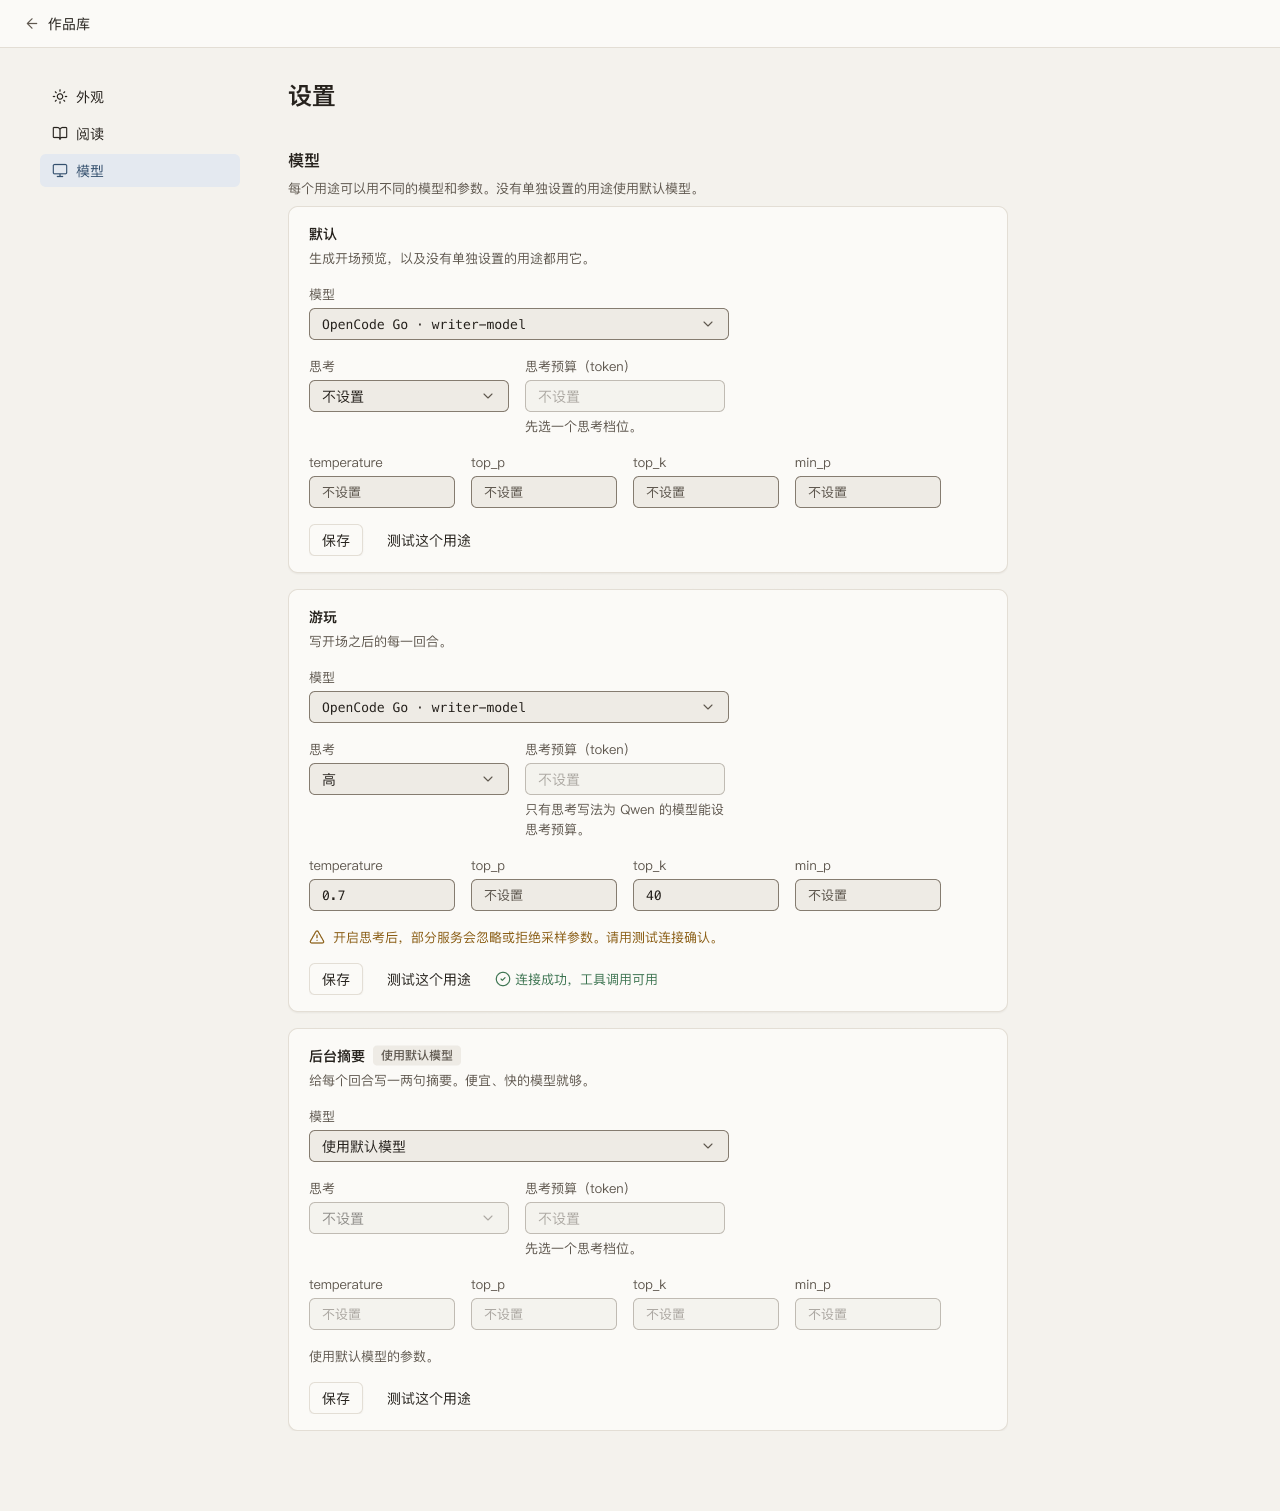 作品库
外观
阅读
模型
设置
模型
每个用途可以用不同的模型和参数。没有单独设置的用途使用默认模型。
默认
生成开场预览，以及没有单独设置的用途都用它。
模型
OpenCode Go · writer-model
思考 思考预算（token）
不设置 不设置
先选一个思考档位。
temperature top_p top_k min_p
不设置 不设置 不设置 不设置
保存 测试这个用途
游玩
写开场之后的每一回合。
模型
OpenCode Go · writer-model
思考 思考预算（token）
高 不设置
只有思考写法为 Qwen 的模型能设
思考预算。
temperature top_p top_k min_p
0.7 不设置 40 不设置
开启思考后，部分服务会忽略或拒绝采样参数。请用测试连接确认。
保存 测试这个用途 连接成功，工具调用可用
后台摘要 使用默认模型
给每个回合写一两句摘要。便宜、快的模型就够。
模型
使用默认模型
思考 思考预算（token）
不设置 不设置
先选一个思考档位。
temperature top_p top_k min_p
不设置 不设置 不设置 不设置
使用默认模型的参数。
保存 测试这个用途